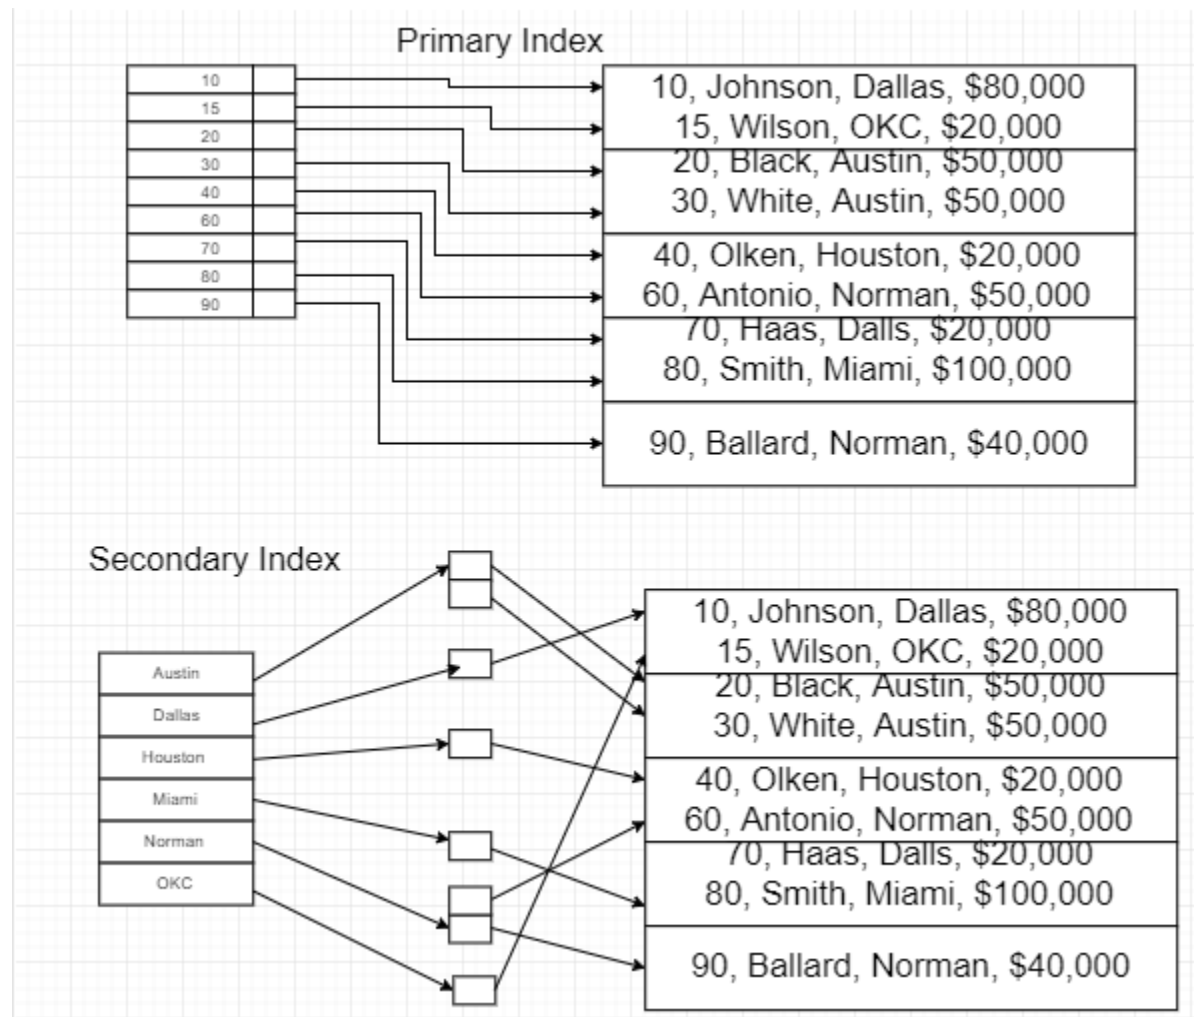 Primary Index
10
15
20
30
40
60
70
80
90
10, Johnson, Dallas, $80,000
15, Wilson, OKC, $20,000
20, Black, Austin, $50,000
30, White, Austin, $50,000
40, Olken, Houston, $20,000
60, Antonio, Norman, $50,000
70, Haas, Dalls, $20,000
80, Smith, Miami, $100,000
90, Ballard, Norman, $40,000
Secondary Index
Austin
Dallas
Houston
Miami
Norman
OKC
10, Johnson, Dallas, $80,000
15, Wilson, OKC, $20,000
20, Black, Austin, $50,000
30, White, Austin, $50,000
40, Olken, Houston, $20,000
60, Antonio, Norman, $50,000
70, Haas, Dalls, $20,000
80, Smith, Miami, $100,000
90, Ballard, Norman, $40,000